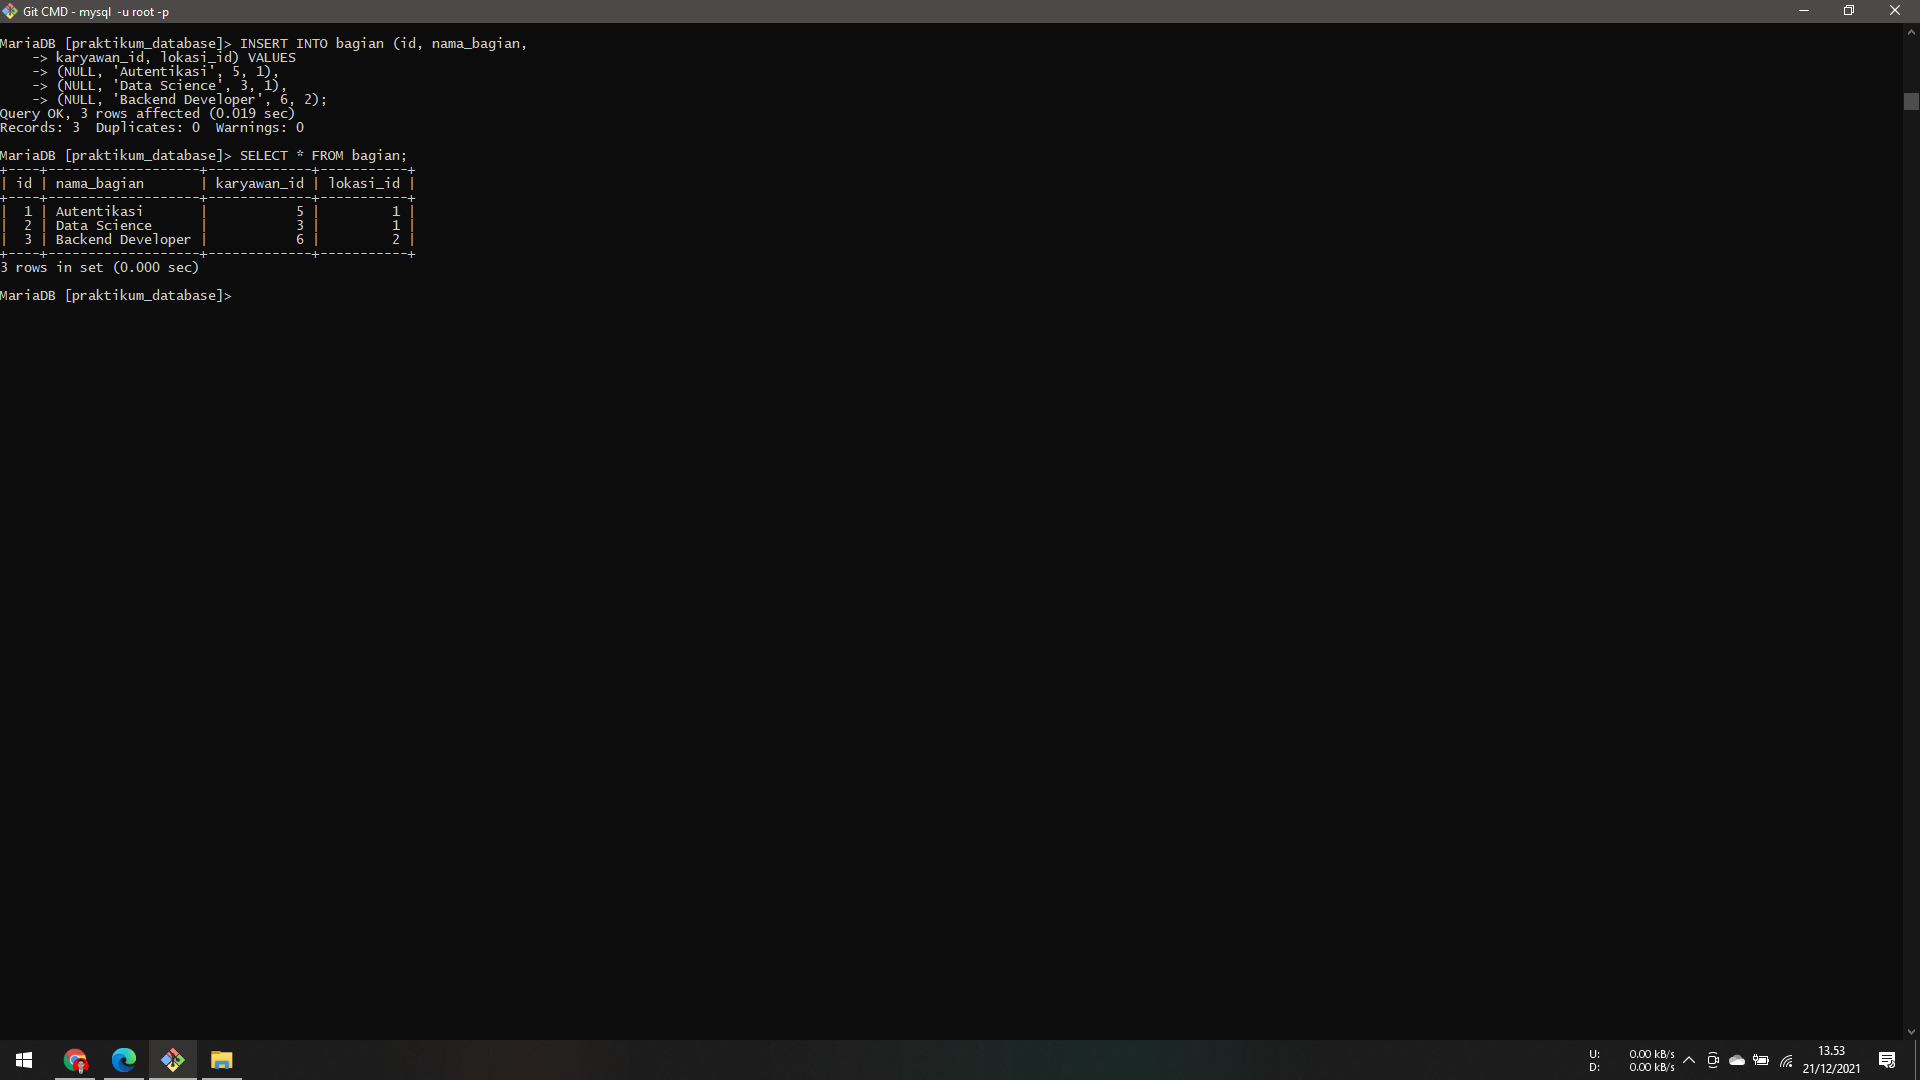 Git CMD - mysql  -u root -p
MariaDB [praktikum_database]> INSERT INTO bagian (id, nama_bagian,
    -> karyawan_id, lokasi_id) VALUES
    -> (NULL, 'Autentikasi', 5, 1),
    -> (NULL, 'Data Science', 3, 1),
    -> (NULL, 'Backend Developer', 6, 2);
Query OK, 3 rows affected (0.019 sec)
Records: 3  Duplicates: 0  Warnings: 0
MariaDB [praktikum_database]> SELECT * FROM bagian;
+----+-------------------+-------------+-----------+
| id | nama_bagian       | karyawan_id | lokasi_id |
+----+-------------------+-------------+-----------+
|  1 | Autentikasi       |           5 |         1 |
|  2 | Data Science      |           3 |         1 |
|  3 | Backend Developer |           6 |         2 |
+----+-------------------+-------------+-----------+
3 rows in set (0.000 sec)
MariaDB [praktikum_database]>
U: 0.00 kB/s
D: 0.00 kB/s
13.53
21/12/2021